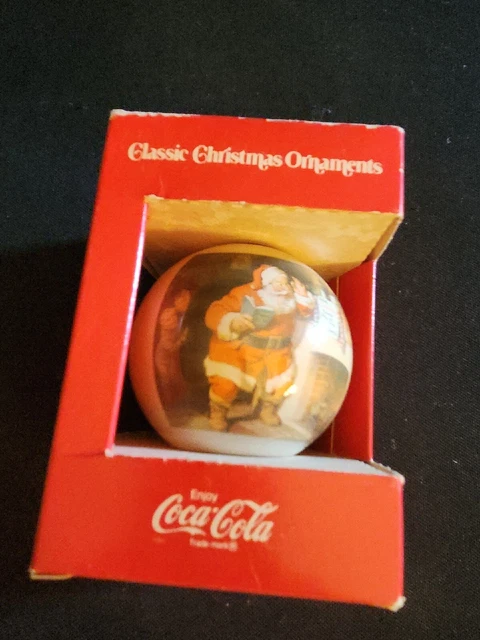 Classic Christmas Ornaments
Enjoy
Coca-Cola
Trade-mark®